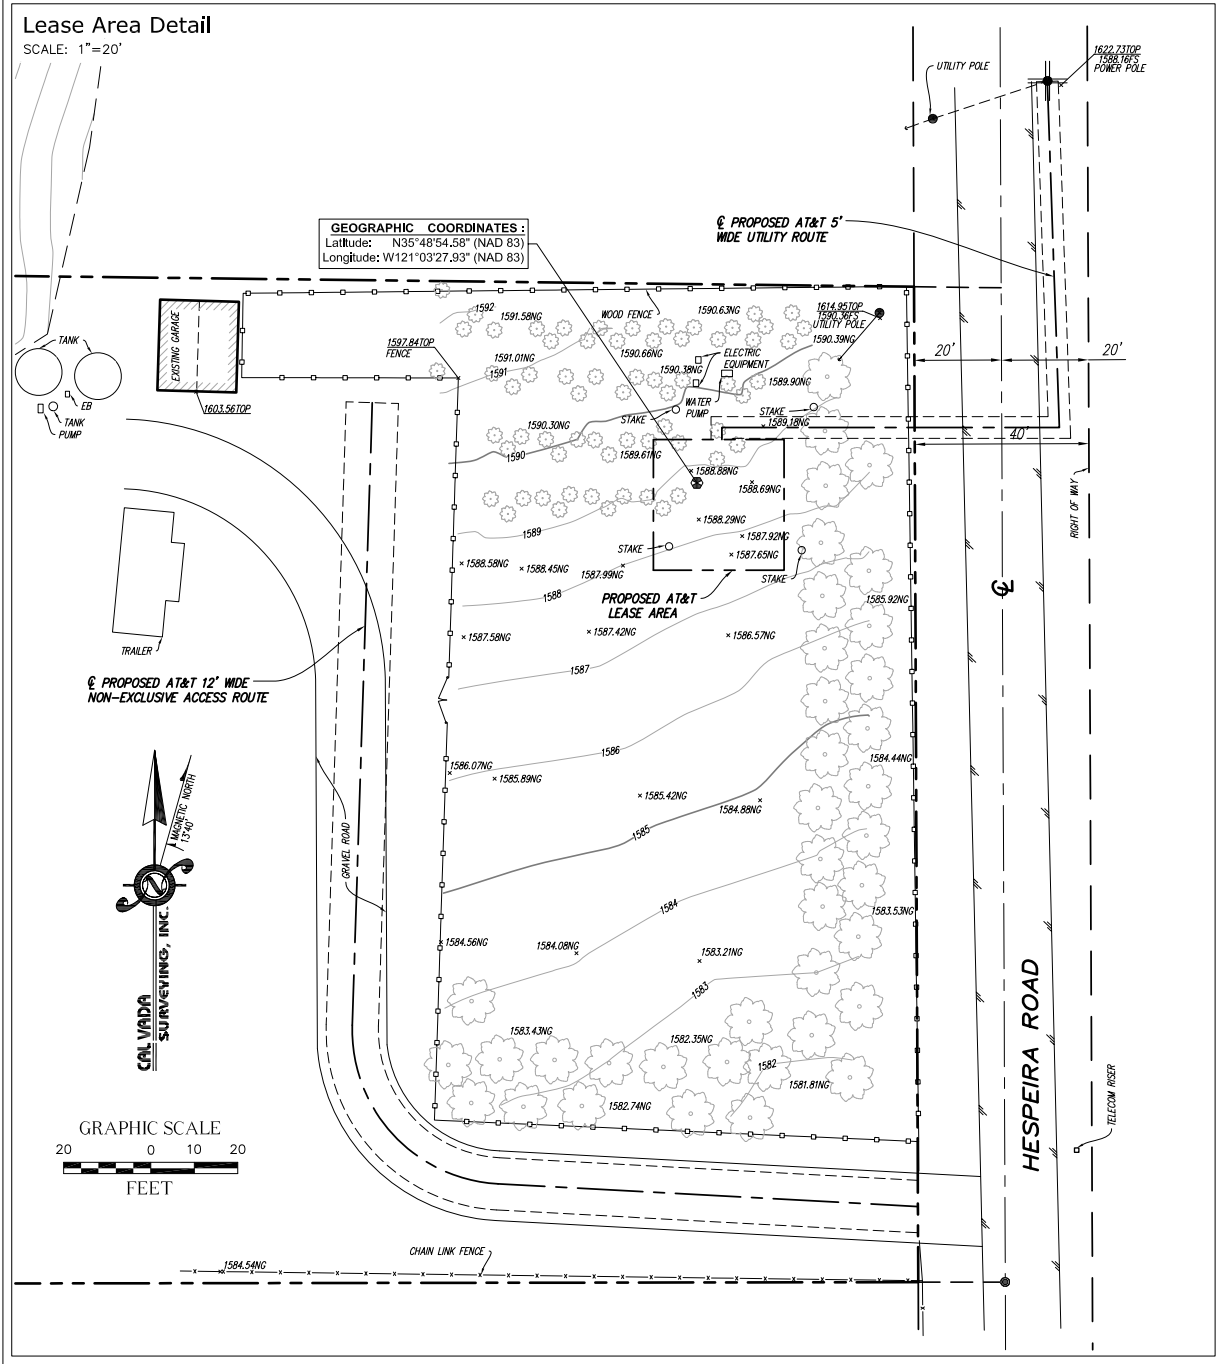 Lease Area Detail
SCALE: 1"=20'
1622.73TOP
1588.16FS
POWER POLE
UTILITY POLE
℄ PROPOSED AT&T 5'
WIDE UTILITY ROUTE
GEOGRAPHIC COORDINATES :
Latitude: N35°48'54.58" (NAD 83)
Longitude: W121°03'27.93" (NAD 83)
1592
1591.58NG
WOOD FENCE
1590.63NG
1614.95TOP
1590.36FS
UTILITY POLE
1590.39NG
TANK
EXISTING GARAGE
1597.84TOP
FENCE
1591.01NG
1591
1590.66NG
1590.38NG
ELECTRIC
EQUIPMENT
1589.90NG
20'
20'
EB
TANK
PUMP
1603.56TOP
WATER
PUMP
STAKE
STAKE
1590.30NG
1589.18NG
40'
1590
1589.61NG
1588.88NG
1588.69NG
RIGHT OF WAY
1589
1588.29NG
1587.92NG
STAKE
1587.65NG
1588.58NG
1588.45NG
1587.99NG
STAKE
1588
PROPOSED AT&T
LEASE AREA
1585.92NG
℄
1587.58NG
1587.42NG
1586.57NG
TRAILER
1587
℄ PROPOSED AT&T 12' WIDE
NON-EXCLUSIVE ACCESS ROUTE
1586
1584.44NG
1586.07NG
1585.89NG
1585.42NG
1584.88NG
MAGNETIC NORTH
13°40'
1585
GRAVEL ROAD
1584
1583.53NG
1584.56NG
1584.08NG
1583.21NG
CAL VADA
SURVEYING, INC.
1583
HESPEIRA ROAD
1583.43NG
1582.35NG
1582
1581.81NG
1582.74NG
TELECOM RISER
GRAPHIC SCALE
20 0 10 20
FEET
CHAIN LINK FENCE
1584.54NG